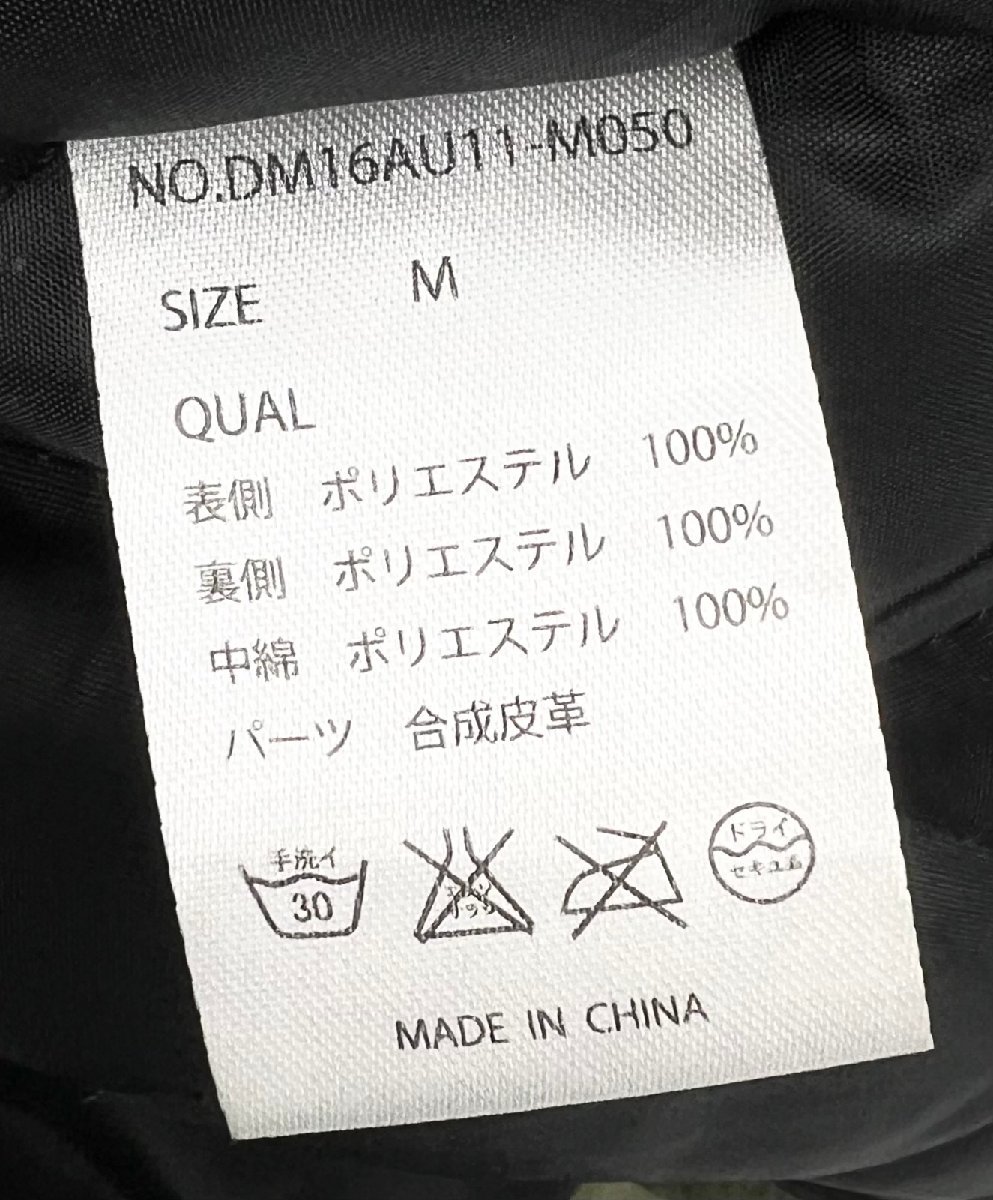 NO.DM16AU11-M050
SIZE M
QUAL
表側 ポリエステル 100%
裏側 ポリエステル 100%
中綿 ポリエステル 100%
パーツ 合成皮革
手洗イ
30
ドライ
セキユ系
MADE IN CHINA